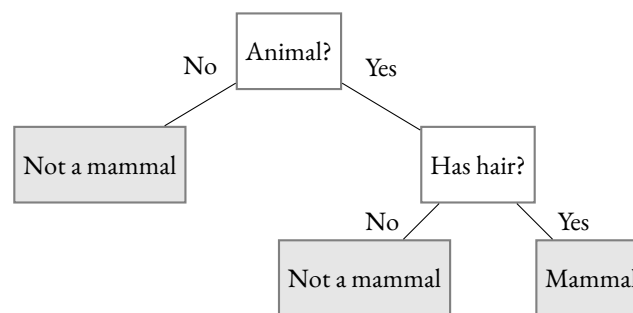 Animal?
No
Yes
Not a mammal
Has hair?
No
Yes
Not a mammal
Mammal